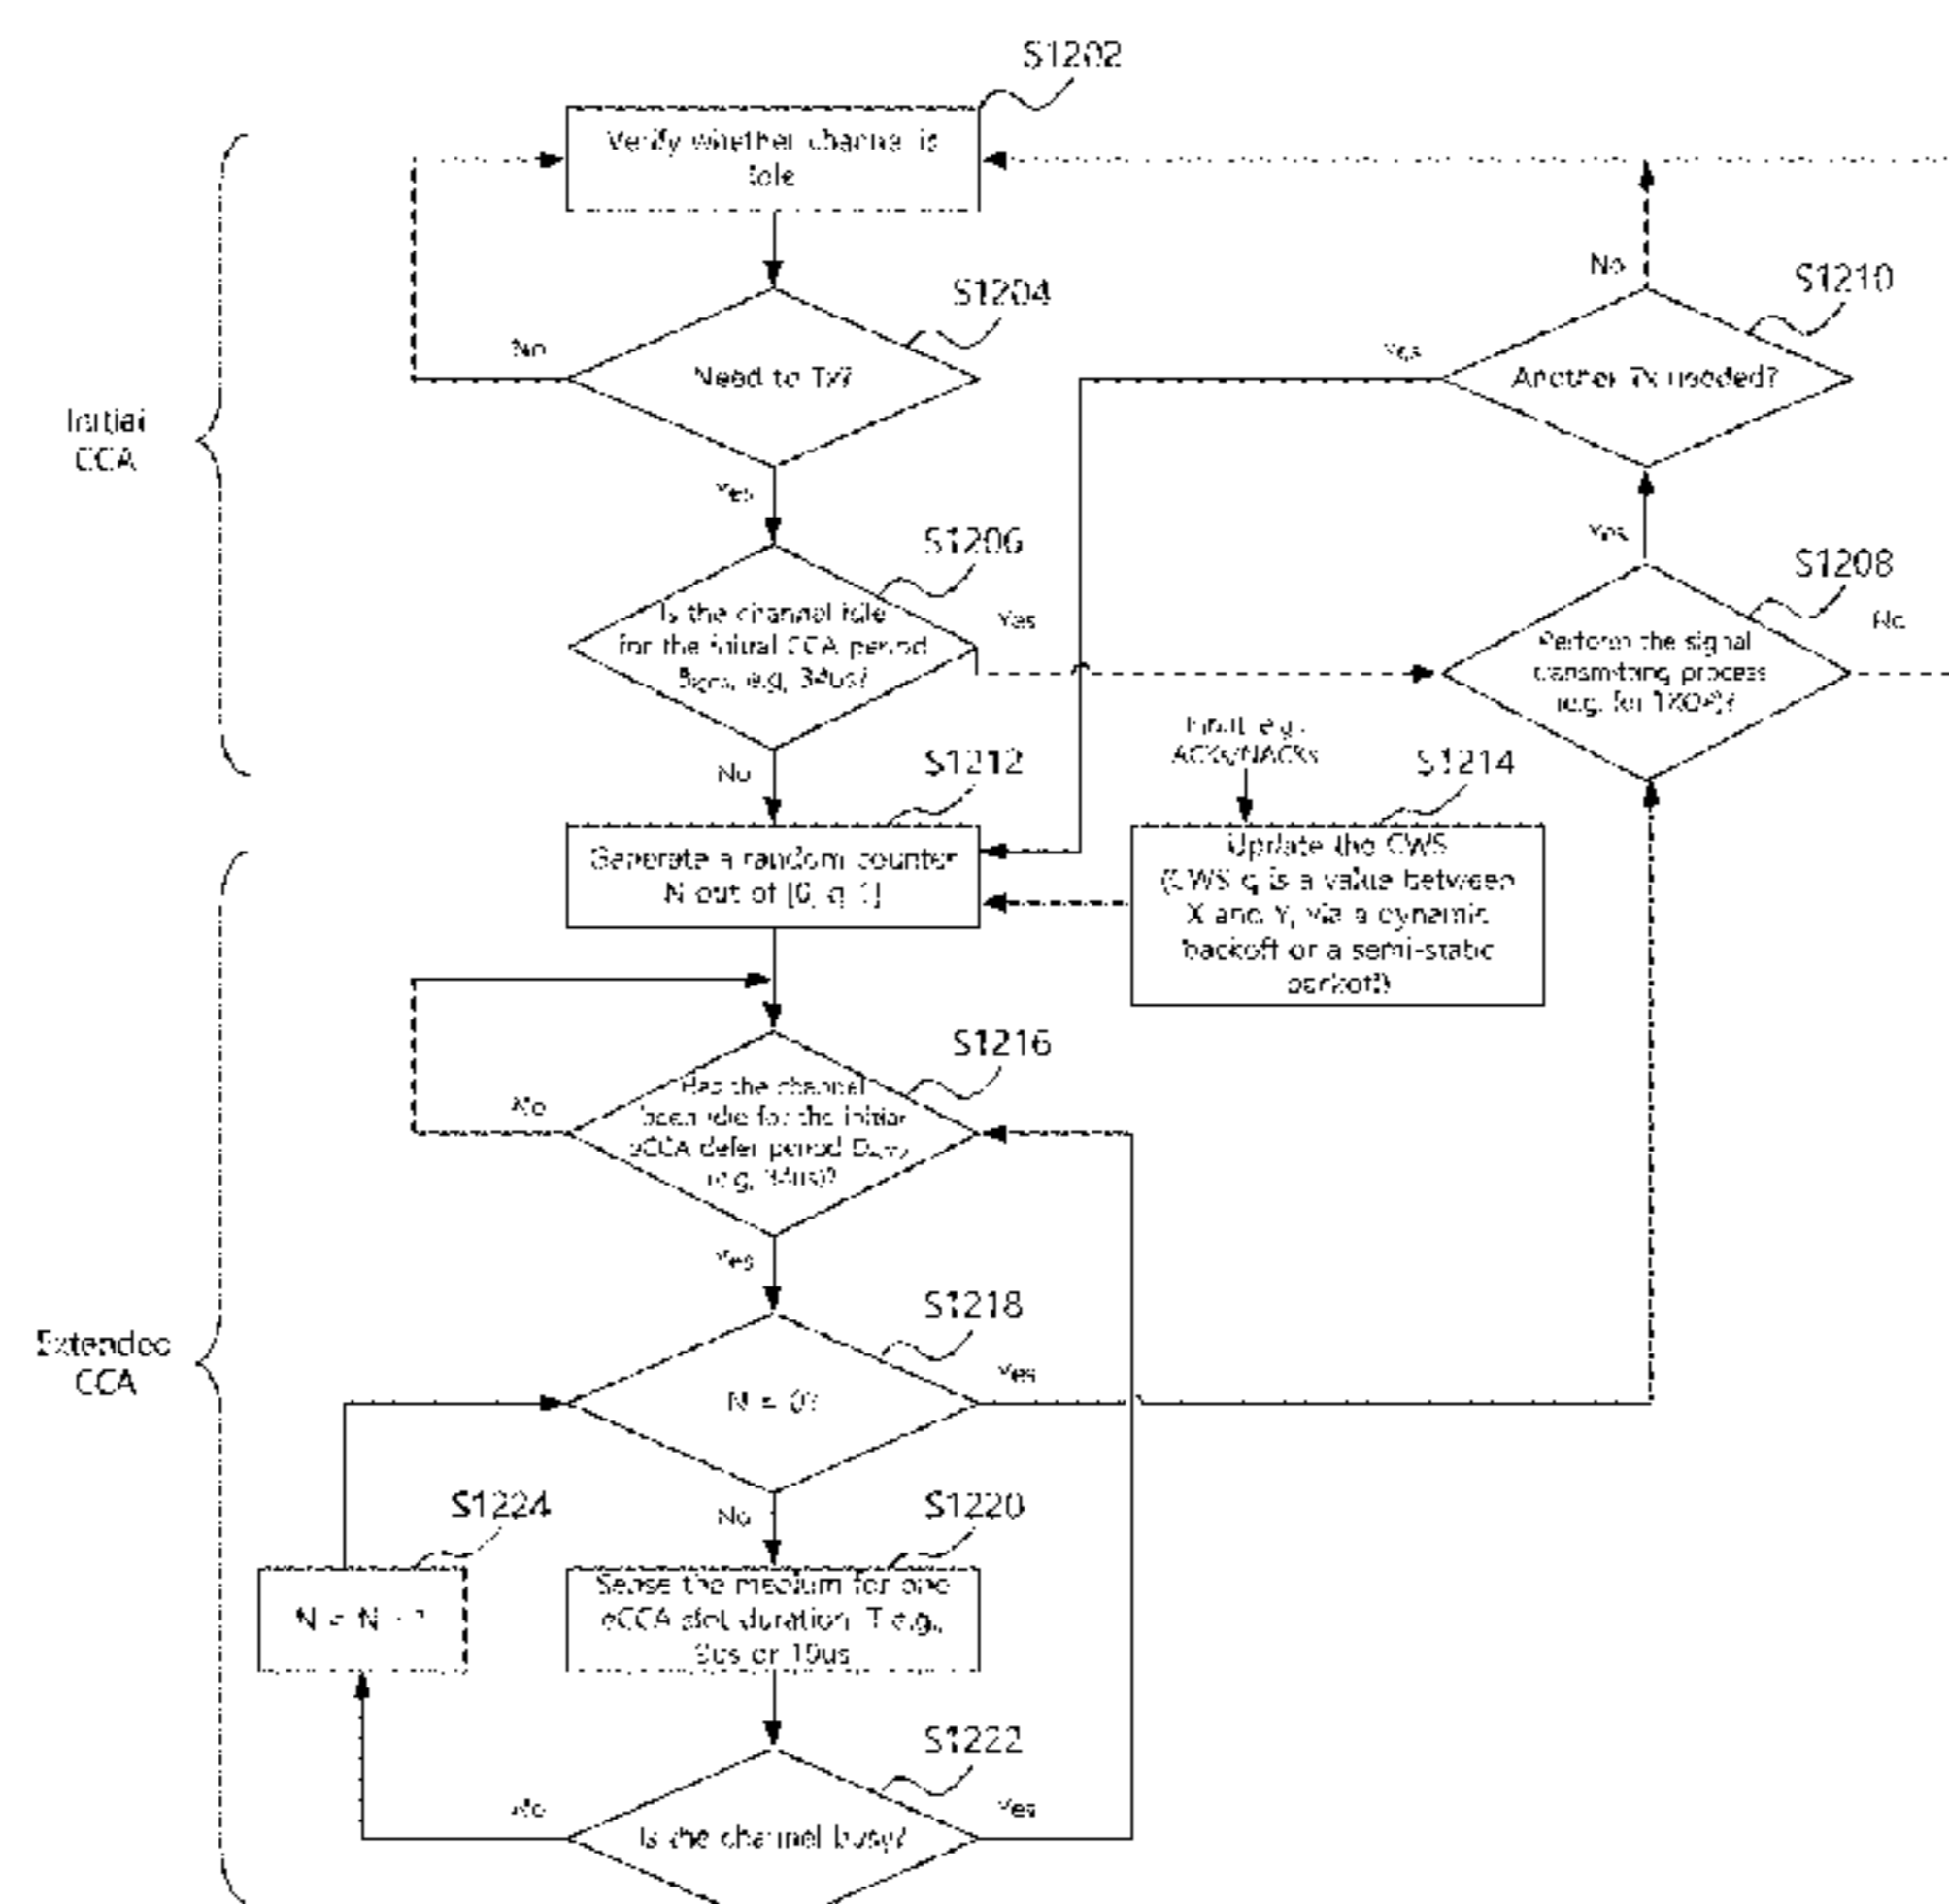 S1202
Verify whether channel is
idle
S1204
Need to Tx?
No
Yes
S1210
Another Tx needed?
No
Yes
Initial
CCA
S1206
Is the channel idle
for the initial CCA period
e.g, 34us?
Yes
No
S1208
Perform the signal
transmitting process
(e.g. for TXOP)?
Yes
No
Input e.g.
ACKs/NACKs
S1212
Generate a random counter
N out of [0, q-1]
S1214
Update the CWS
(CWS q is a value between
X and Y, via a dynamic
backoff or a semi-static
backoff)
S1216
Has the channel
been idle for the initial
eCCA defer period
(e.g, 34us)?
No
Yes
Extended
CCA
S1218
N = 0?
Yes
No
S1224
N = N - 1
S1220
Sense the medium for one
eCCA slot duration T e.g.,
9us or 10us
S1222
Is the channel busy?
No
Yes